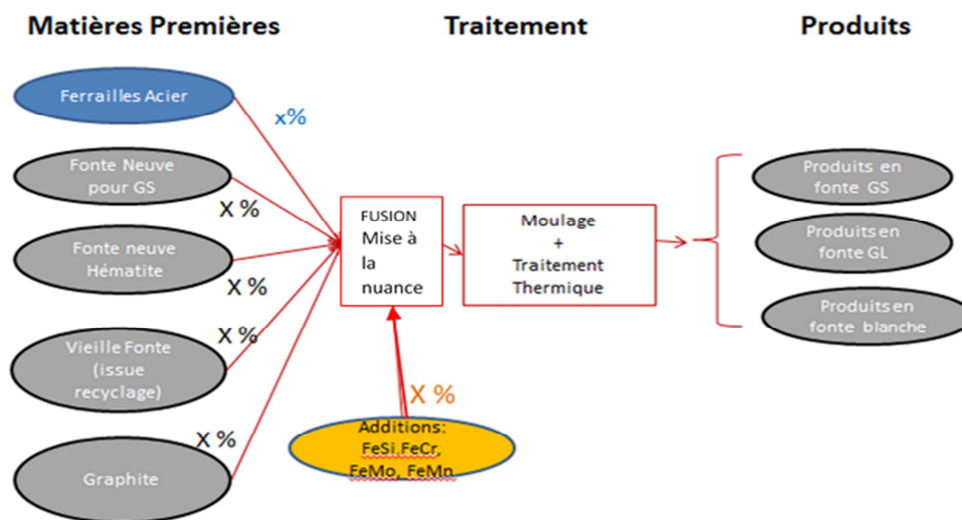 Matières Premières
Traitement
Produits
Ferrailles Acier
x%
Fonte Neuve
pour GS
X %
Fonte neuve
Hématite
X %
Vieille Fonte
(issue
recyclage)
X %
Graphite
X %
FUSION
Mise à
la
nuance
Moulage
+
Traitement
Thermique
X %
Additions:
FeSi.FeCr,
FeMo, FeMn
Produits en
fonte GS
Produits en
fonte GL
Produits en
fonte blanche